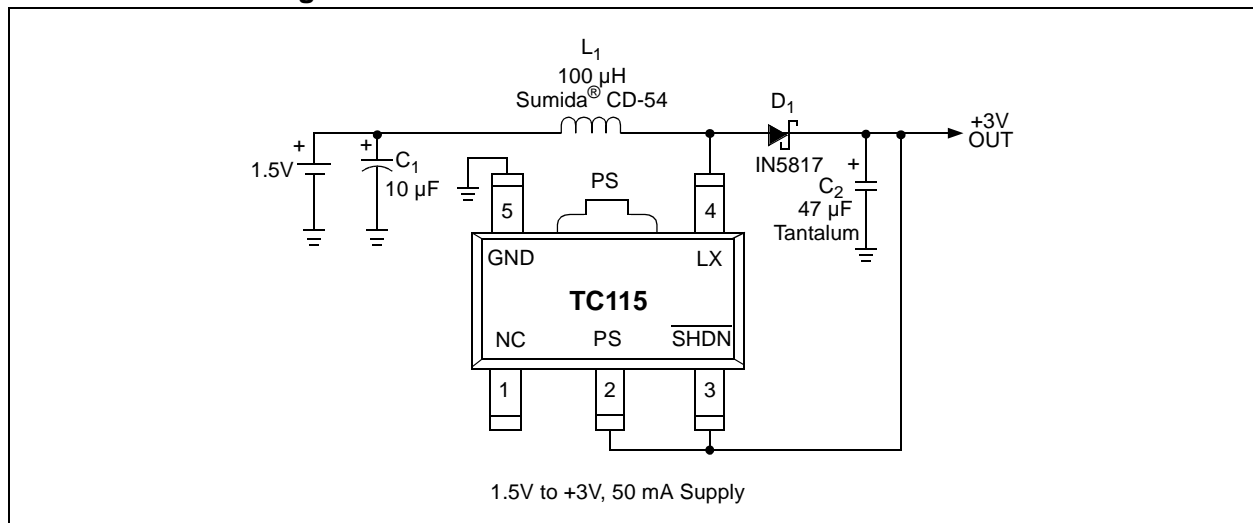 g
L1
100 µH
Sumida® CD-54
D1
+3V
OUT
+
1.5V
+
C1
10 µF
IN5817
+
C2
47 µF
Tantalum
PS
5
4
GND
LX
TC115
NC
PS
SHDN
1
2
3
1.5V to +3V, 50 mA Supply